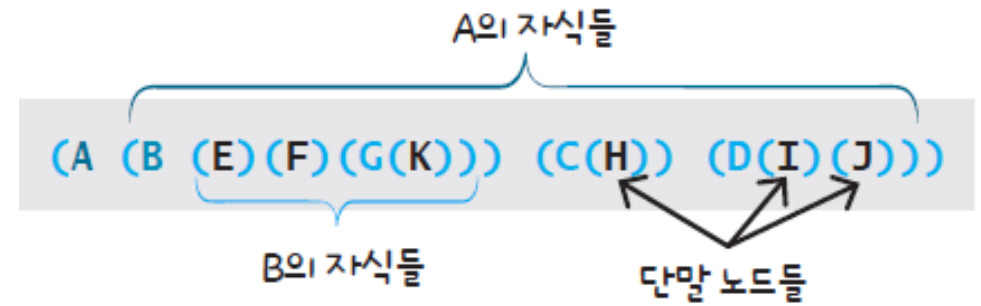 A의 자식들
(A (B (E)(F)(G(K))) (C(H)) (D(I)(J)))
B의 자식들
단말 노드들